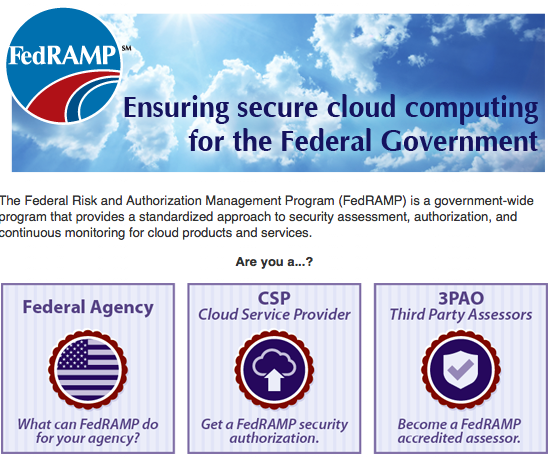 FedRAMP SM
Ensuring secure cloud computing
for the Federal Government
The Federal Risk and Authorization Management Program (FedRAMP) is a government-wide
program that provides a standardized approach to security assessment, authorization, and
continuous monitoring for cloud products and services.
Are you a...?
Federal Agency
What can FedRAMP do
for your agency?
CSP
Cloud Service Provider
Get a FedRAMP security
authorization.
3PAO
Third Party Assessors
Become a FedRAMP
accredited assessor.